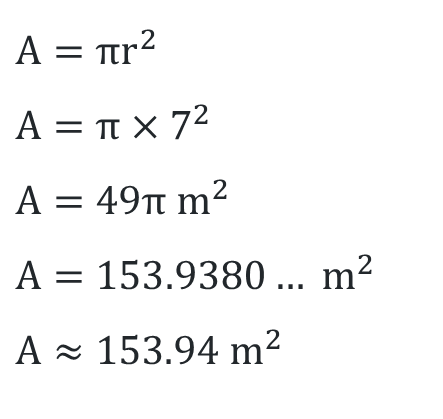 A = πr²
A = π × 7²
A = 49π m²
A = 153.9380 ... m²
A ≈ 153.94 m²